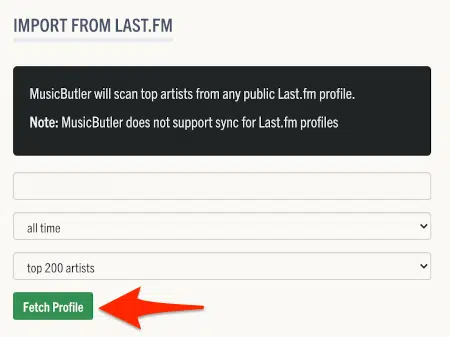 IMPORT FROM LAST.FM
MusicButler will scan top artists from any public Last.fm profile.
Note: MusicButler does not support sync for Last.fm profiles
all time
top 200 artists
Fetch Profile